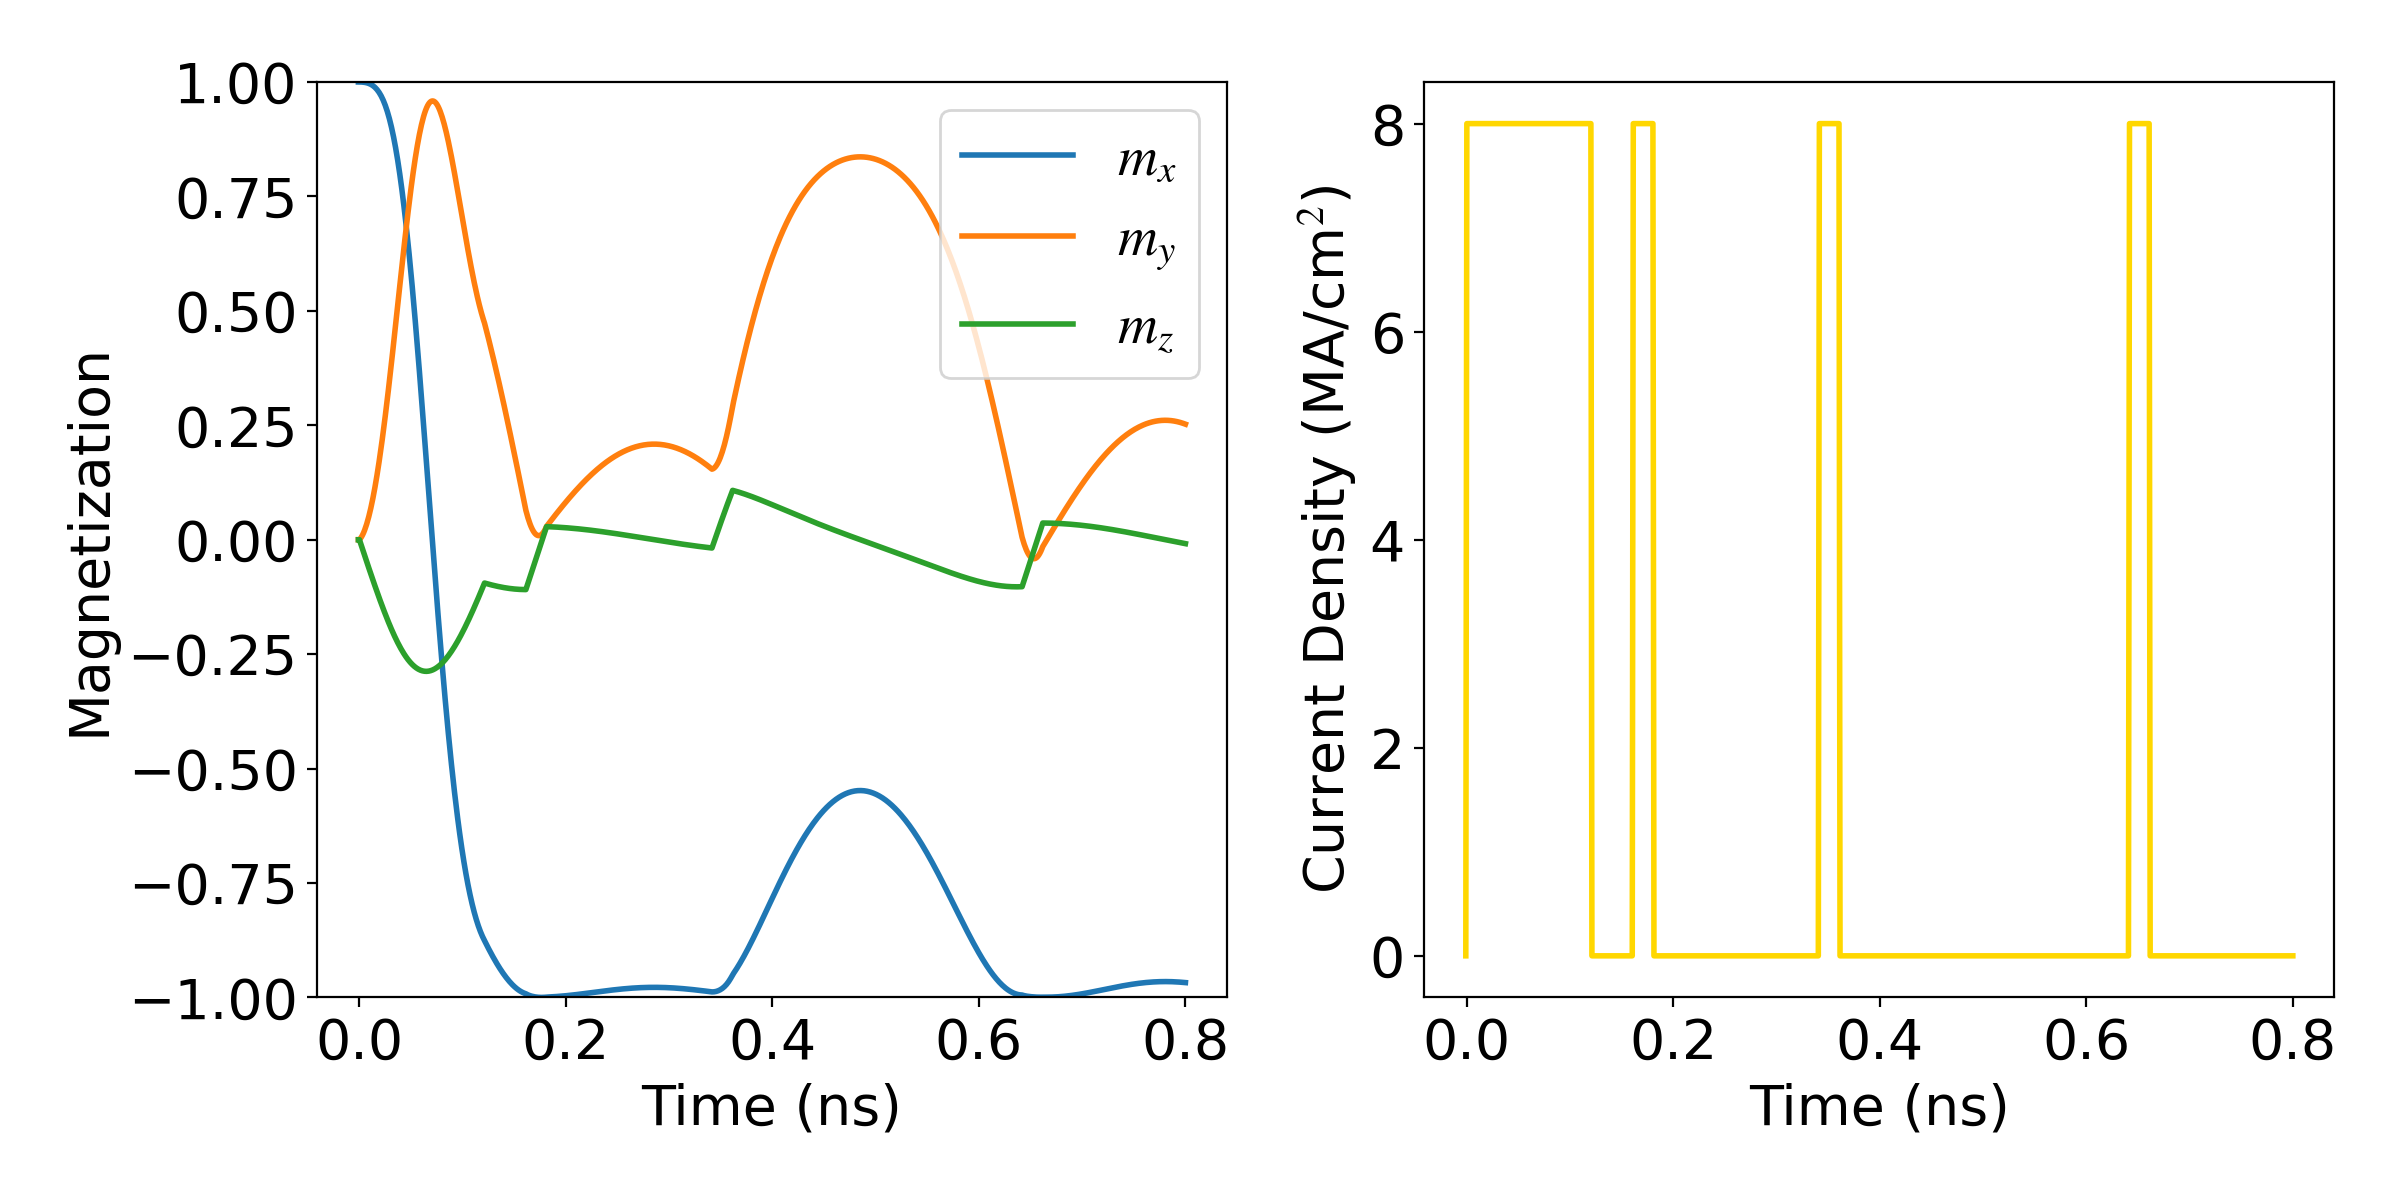 Magnetization
1.00
0.75
0.50
0.25
0.00
−0.25
−0.50
−0.75
−1.00
0.0 0.2 0.4 0.6 0.8
Time (ns)
m_x
m_y
m_z
Current Density (MA/cm²)
8
6
4
2
0
0.0 0.2 0.4 0.6 0.8
Time (ns)